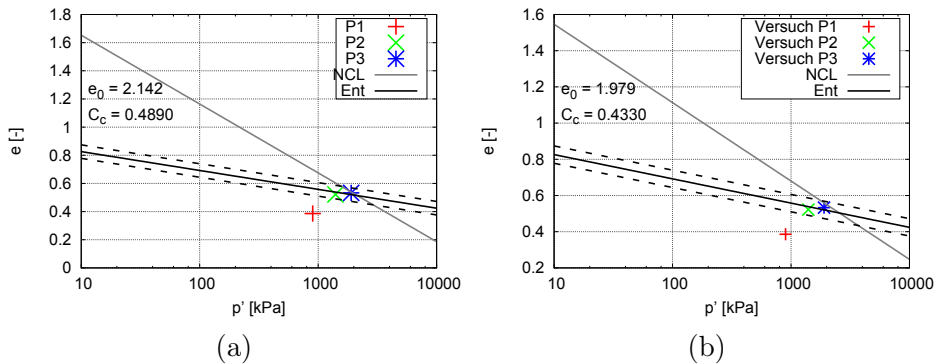 1.8
1.6
1.4
1.2
1
0.8
0.6
0.4
0.2
0
e [-]
10
100
1000
10000
p' [kPa]
P1
P2
P3
NCL
Ent
e0 = 2.142
Cc = 0.4890
(a)
1.6
1.4
1.2
1
0.8
0.6
0.4
0.2
e [-]
10
100
1000
10000
p' [kPa]
Versuch P1
Versuch P2
Versuch P3
NCL
Ent
e0 = 1.979
Cc = 0.4330
(b)